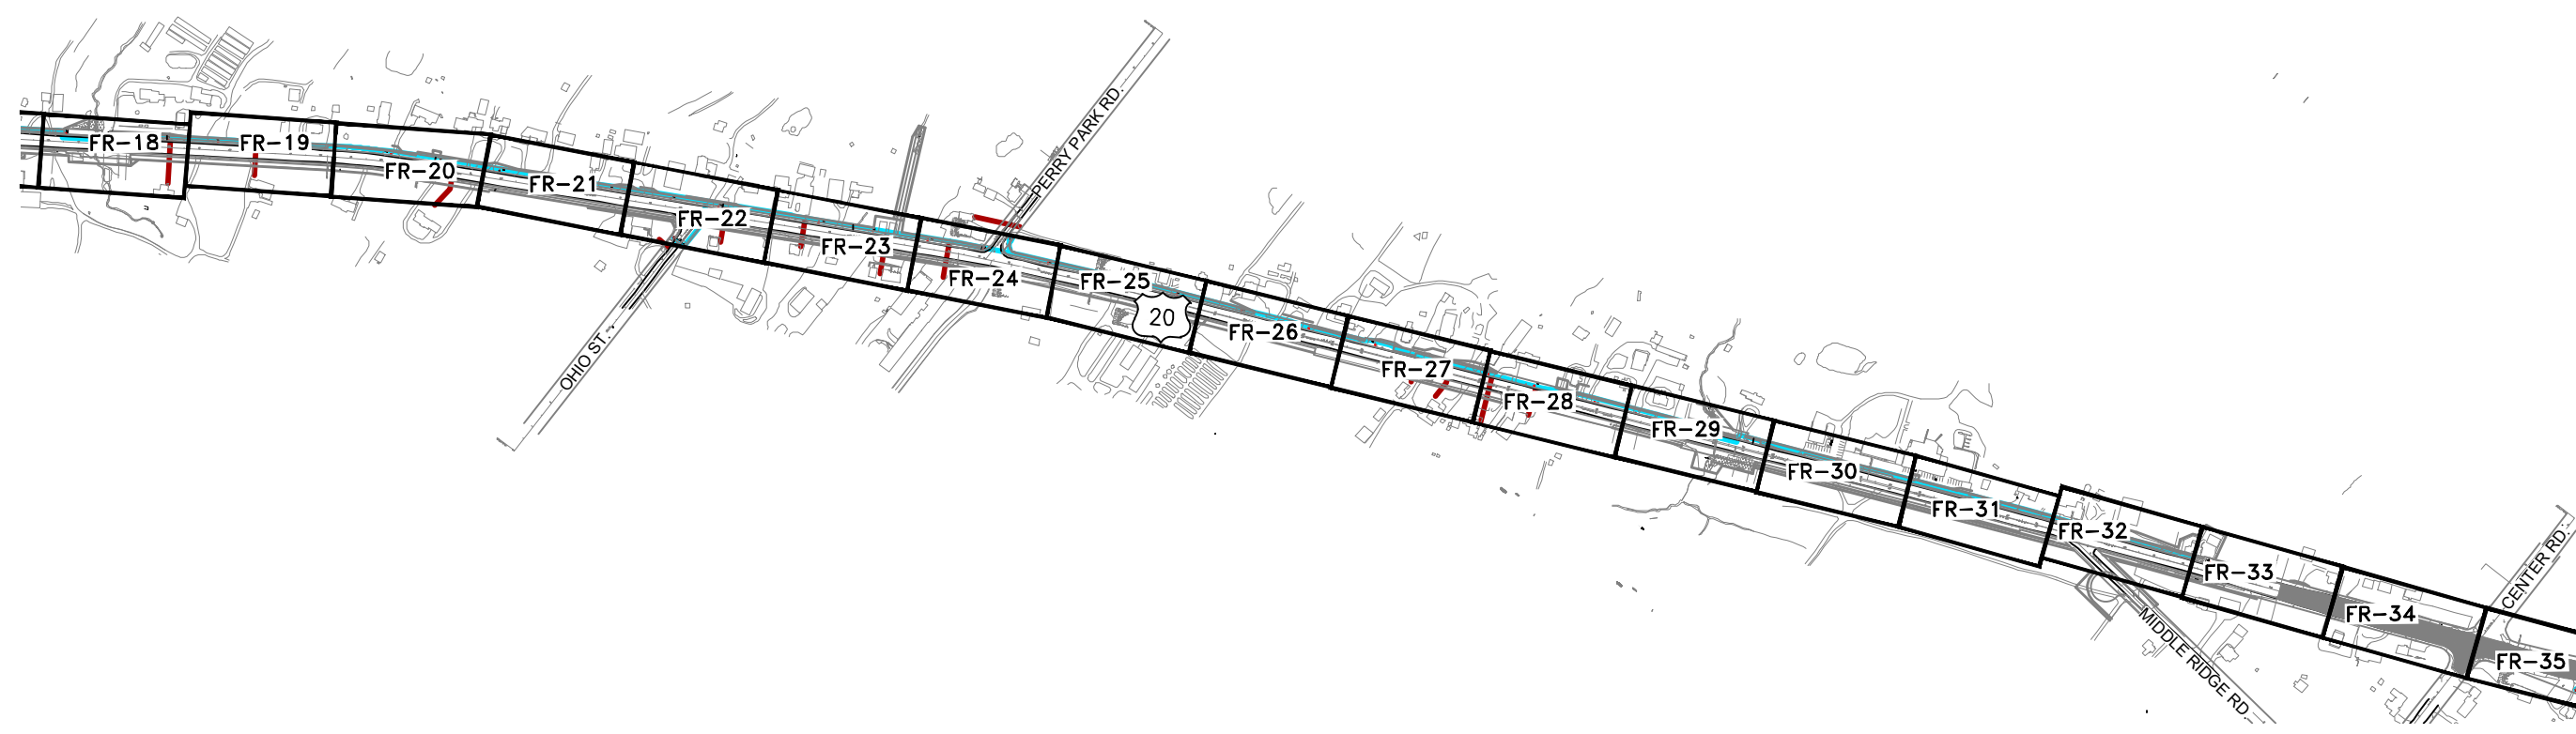 FR-18
FR-19
FR-20
FR-21
FR-22
FR-23
FR-24
FR-25
20
FR-26
FR-27
FR-28
FR-29
FR-30
FR-31
FR-32
FR-33
FR-34
FR-35
OHIO ST.
PERRY PARK RD.
MIDDLE RIDGE RD.
CENTER RD.